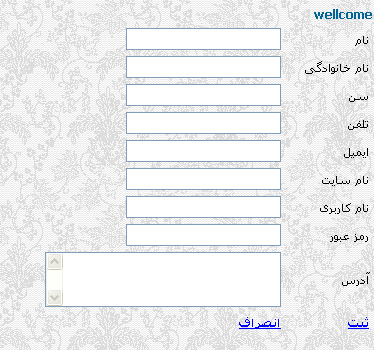 wellcome
نام
نام خانوادگی
سن
تلفن
ایمیل
نام سایت
نام کاربری
رمز عبور
آدرس
ثبت انصراف